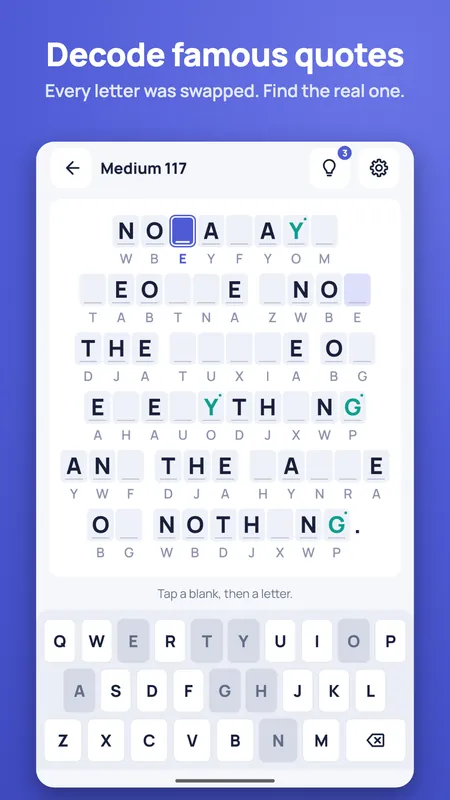 Decode famous quotes
Every letter was swapped. Find the real one.
Medium 117
3
N O A A Y
W B E Y F Y O M
E O E N O
T A B T N A Z W B E
T H E E O
D J A T U X I A B G
E E Y T H N G
A H A U O D J X W P
A N T H E A E
Y W F D J A H Y N R A
O N O T H N G .
B G W B D J X W P
Tap a blank, then a letter.
Q W E R T Y U I O P
A S D F G H J K L
Z X C V B N M